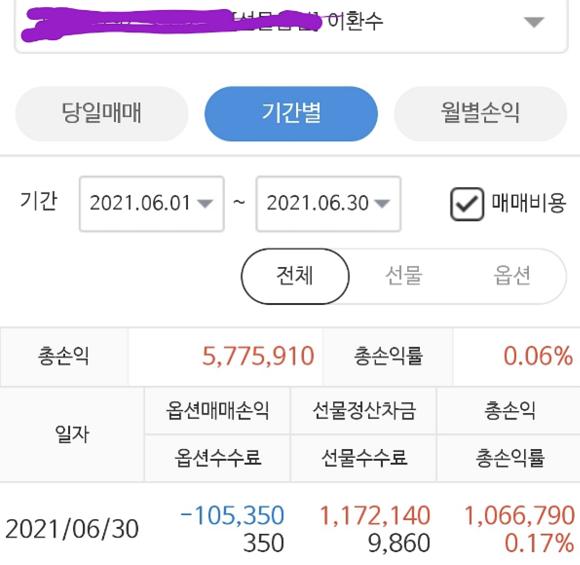 이환수
당일매매 기간별 월별손익
기간 2021.06.01 ~ 2021.06.30 매매비용
전체 선물 옵션
총손익 5,775,910 총손익률 0.06%
옵션매매손익 선물정산차금 총손익
일자
옵션수수료 선물수수료 총손익률
-105,350 1,172,140 1,066,790
2021/06/30
350 9,860 0.17%